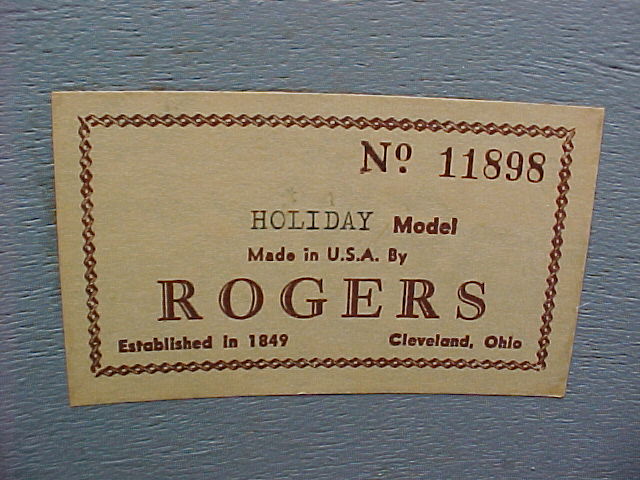 Nº 11898
HOLIDAY Model
Made in U.S.A. By
ROGERS
Established in 1849 Cleveland, Ohio